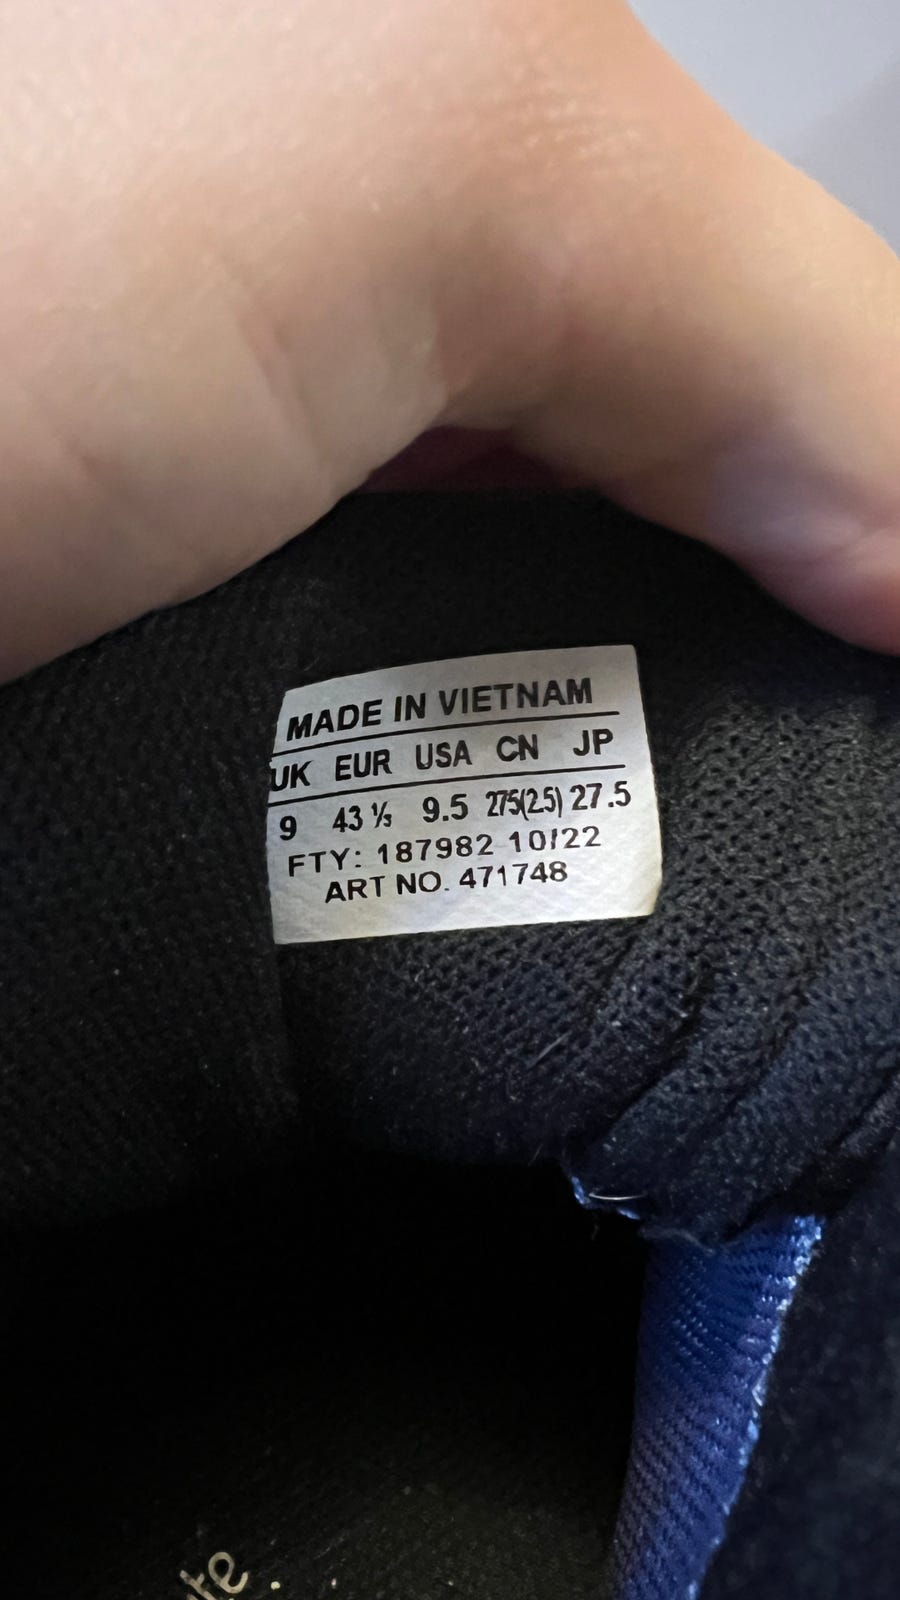 MADE IN VIETNAM
UK EUR USA CN JP
9 43 ⅓ 9.5 275(2.5) 27.5
FTY: 187982 10/22
ART NO. 471748